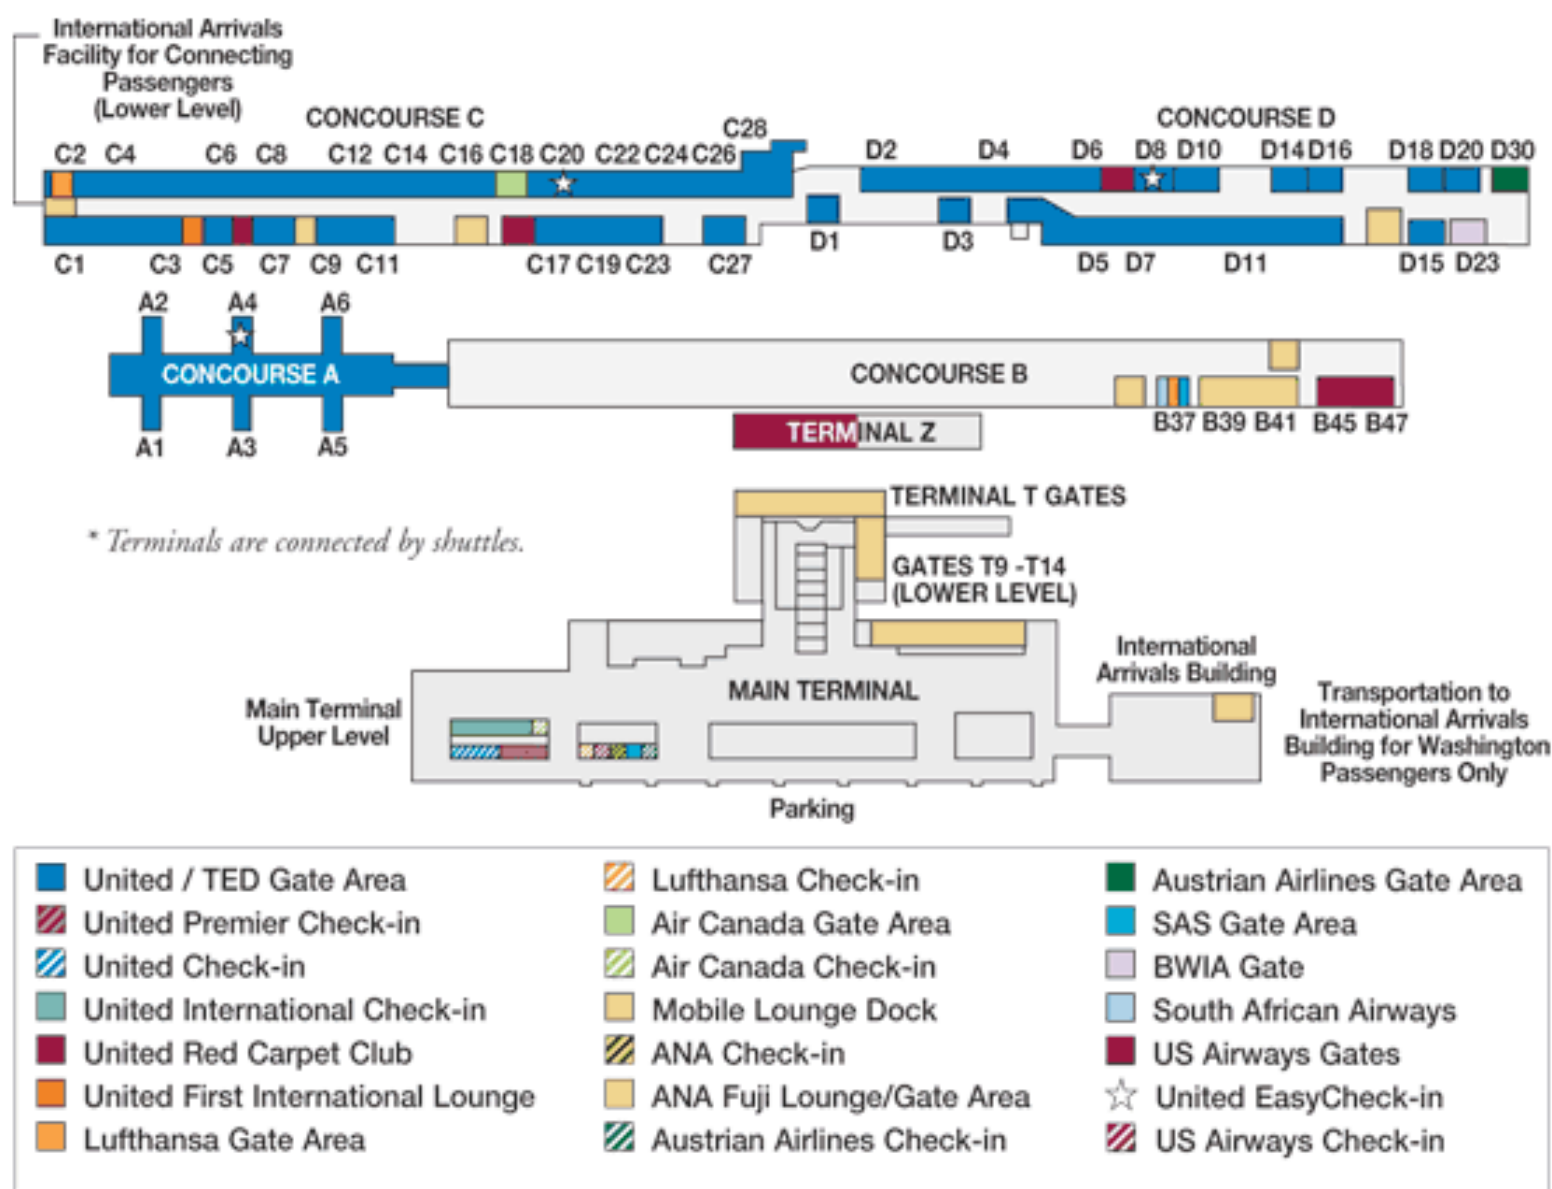 International Arrivals
Facility for Connecting
Passengers
(Lower Level)
CONCOURSE C
CONCOURSE D
C28
C2 C4 C6 C8 C12 C14 C16 C18 C20 C22 C24 C26
D2 D4 D6 D8 D10 D14 D16 D18 D20 D30
D1 D3
C1 C3 C5 C7 C9 C11 C17 C19 C23 C27
D5 D7 D11 D15 D23
A2 A4 A6
CONCOURSE A
CONCOURSE B
A1 A3 A5
B37 B39 B41 B45 B47
TERMINAL Z
TERMINAL T GATES
* Terminals are connected by shuttles.
GATES T9 -T14
(LOWER LEVEL)
MAIN TERMINAL
Main Terminal
Upper Level
International
Arrivals Building
Transportation to
International Arrivals
Building for Washington
Passengers Only
Parking
United / TED Gate Area
United Premier Check-in
United Check-in
United International Check-in
United Red Carpet Club
United First International Lounge
Lufthansa Gate Area
Lufthansa Check-in
Air Canada Gate Area
Air Canada Check-in
Mobile Lounge Dock
ANA Check-in
ANA Fuji Lounge/Gate Area
Austrian Airlines Check-in
Austrian Airlines Gate Area
SAS Gate Area
BWIA Gate
South African Airways
US Airways Gates
United EasyCheck-in
US Airways Check-in